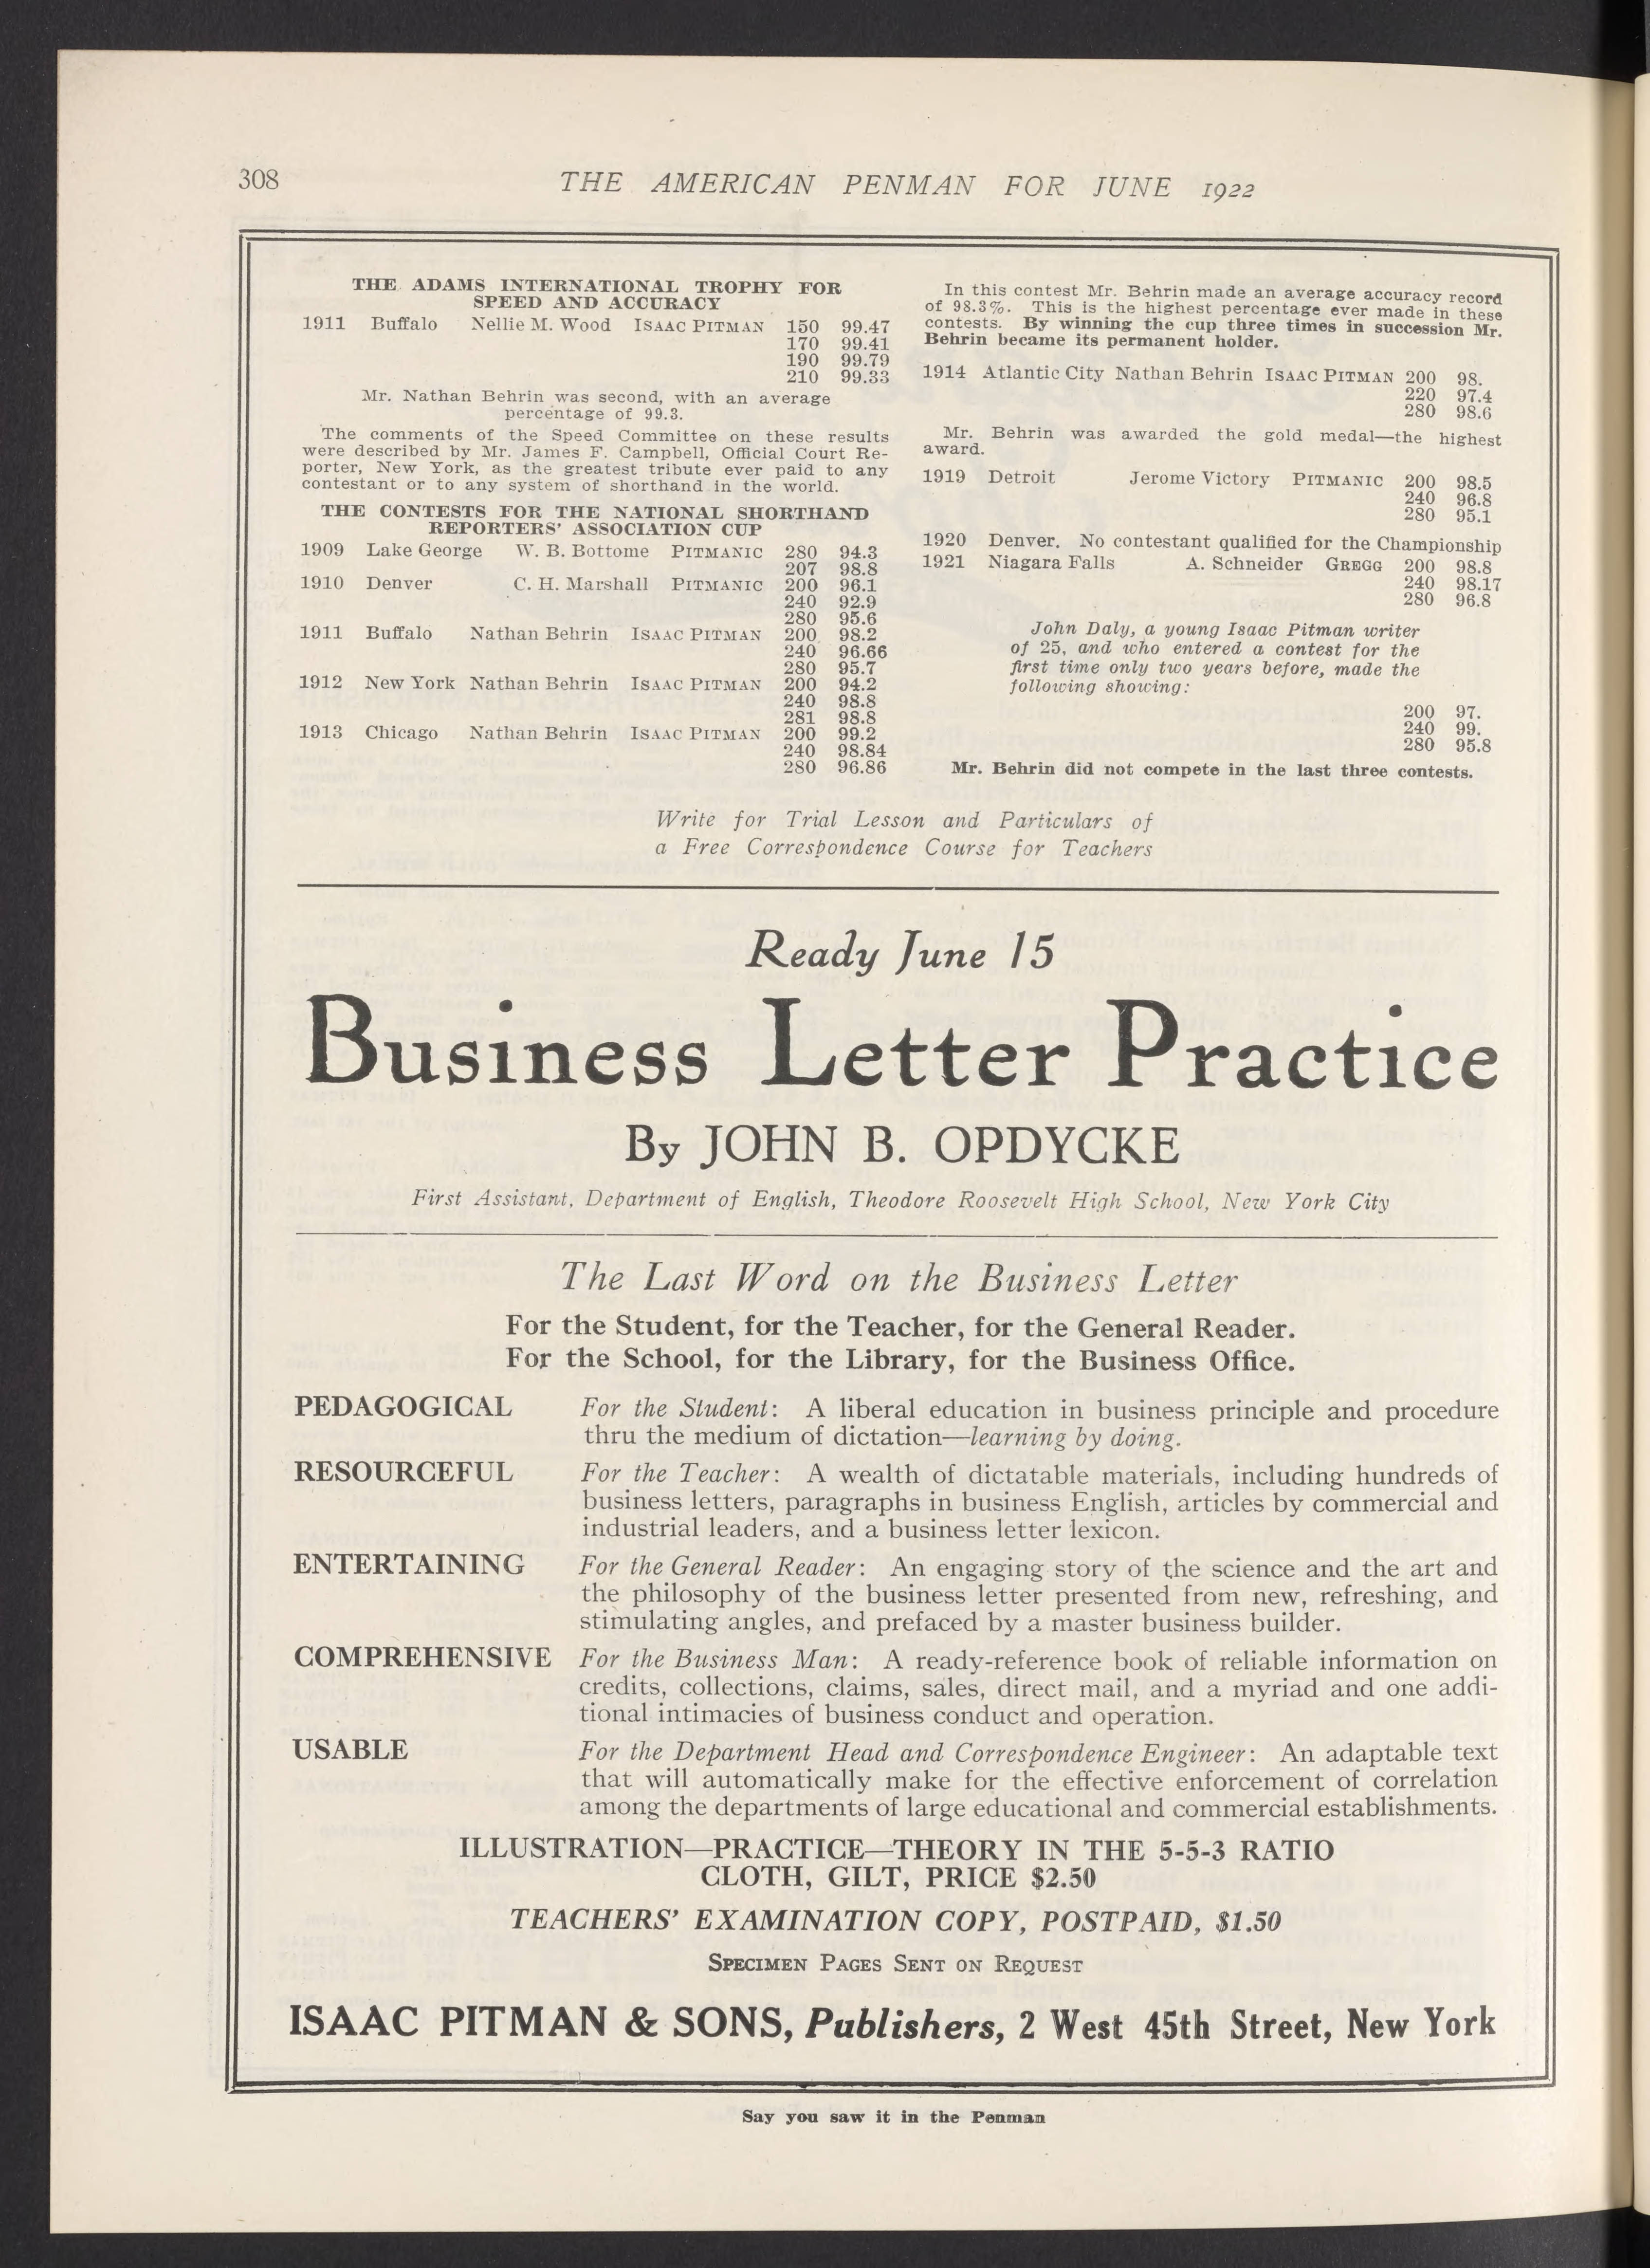 308
THE AMERICAN PENMAN FOR JUNE 1922
THE ADAMS INTERNATIONAL TROPHY FOR
SPEED AND ACCURACY
1911 Buffalo Nellie M. Wood ISAAC PITMAN 150 99.47
170 99.41
190 99.79
210 99.33
Mr. Nathan Behrin was second, with an average
percentage of 99.3.
The comments of the Speed Committee on these results
were described by Mr. James F. Campbell, Official Court Re-
porter, New York, as the greatest tribute ever paid to any
contestant or to any system of shorthand in the world.
THE CONTESTS FOR THE NATIONAL SHORTHAND
REPORTERS' ASSOCIATION CUP
1909 Lake George W. B. Bottome PITMANIC 280 94.3
207 98.8
1910 Denver C. H. Marshall PITMANIC 200 96.1
240 92.9
280 95.6
1911 Buffalo Nathan Behrin ISAAC PITMAN 200 98.2
240 96.66
280 95.7
1912 New York Nathan Behrin ISAAC PITMAN 200 94.2
240 98.8
281 98.8
1913 Chicago Nathan Behrin ISAAC PITMAN 200 99.2
240 98.84
280 96.86
In this contest Mr. Behrin made an average accuracy record
of 98.3%. This is the highest percentage ever made in these
contests. By winning the cup three times in succession Mr.
Behrin became its permanent holder.
1914 Atlantic City Nathan Behrin ISAAC PITMAN 200 98.
220 97.4
280 98.6
Mr. Behrin was awarded the gold medal—the highest
award.
1919 Detroit Jerome Victory PITMANIC 200 98.5
240 96.8
280 95.1
1920 Denver. No contestant qualified for the Championship
1921 Niagara Falls A. Schneider GREGG 200 98.8
240 98.17
280 96.8
John Daly, a young Isaac Pitman writer
of 25, and who entered a contest for the
first time only two years before, made the
following showing:
200 97.
240 99.
280 95.8
Mr. Behrin did not compete in the last three contests.
Write for Trial Lesson and Particulars of
a Free Correspondence Course for Teachers
Ready June 15
Business Letter Practice
By JOHN B. OPDYCKE
First Assistant, Department of English, Theodore Roosevelt High School, New York City
The Last Word on the Business Letter
For the Student, for the Teacher, for the General Reader.
For the School, for the Library, for the Business Office.
PEDAGOGICAL For the Student: A liberal education in business principle and procedure
thru the medium of dictation—learning by doing.
RESOURCEFUL For the Teacher: A wealth of dictatable materials, including hundreds of
business letters, paragraphs in business English, articles by commercial and
industrial leaders, and a business letter lexicon.
ENTERTAINING For the General Reader: An engaging story of the science and the art and
the philosophy of the business letter presented from new, refreshing, and
stimulating angles, and prefaced by a master business builder.
COMPREHENSIVE For the Business Man: A ready-reference book of reliable information on
credits, collections, claims, sales, direct mail, and a myriad and one addi-
tional intimacies of business conduct and operation.
USABLE For the Department Head and Correspondence Engineer: An adaptable text
that will automatically make for the effective enforcement of correlation
among the departments of large educational and commercial establishments.
ILLUSTRATION—PRACTICE—THEORY IN THE 5-5-3 RATIO
CLOTH, GILT, PRICE $2.50
TEACHERS' EXAMINATION COPY, POSTPAID, $1.50
SPECIMEN PAGES SENT ON REQUEST
ISAAC PITMAN & SONS, Publishers, 2 West 45th Street, New York
Say you saw it in the Penman